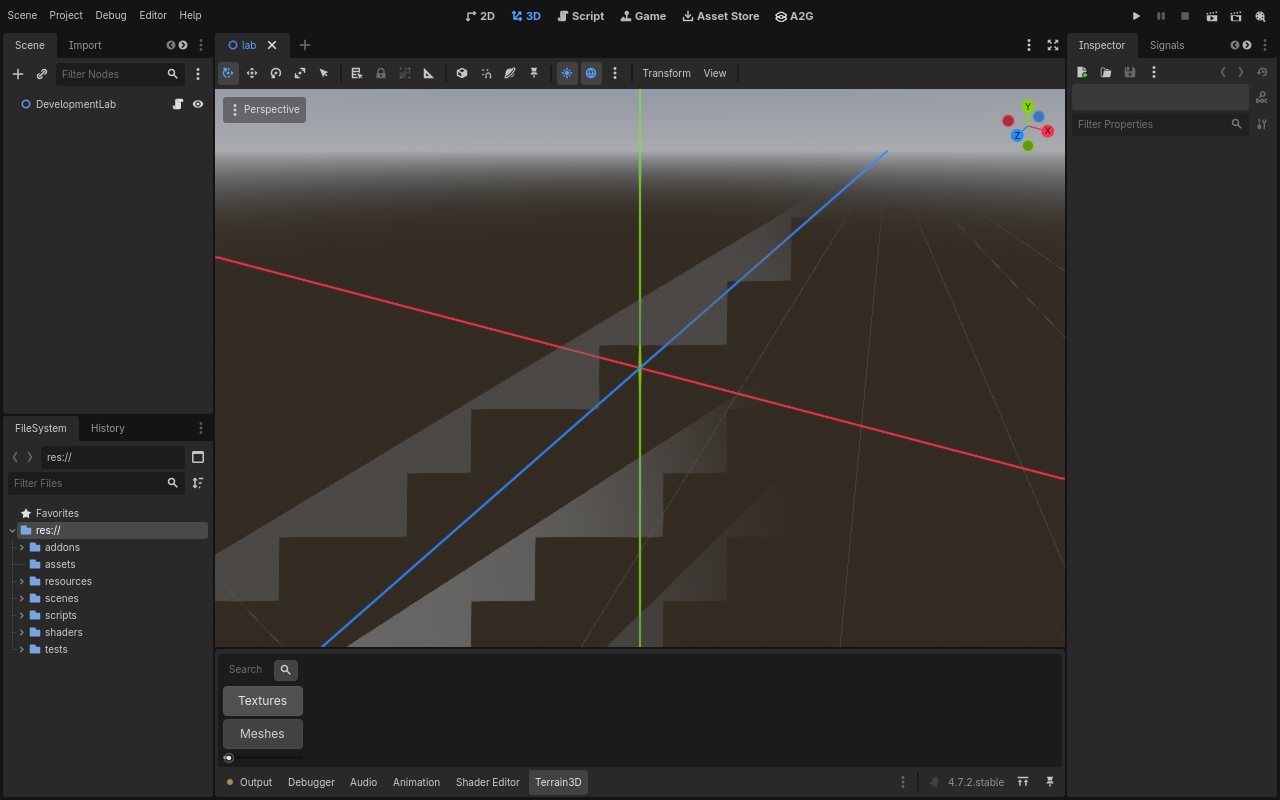 Scene Project Debug Editor Help
2D 3D Script Game Asset Store A2G
Scene Import
lab
Inspector Signals
Filter Nodes
Transform View
DevelopmentLab
Perspective
Y
X
Z
Filter Properties
FileSystem History
res://
Filter Files
Favorites
res://
addons
assets
resources
scenes
scripts
shaders
tests
Search
Textures
Meshes
Output Debugger Audio Animation Shader Editor Terrain3D
4.7.2.stable